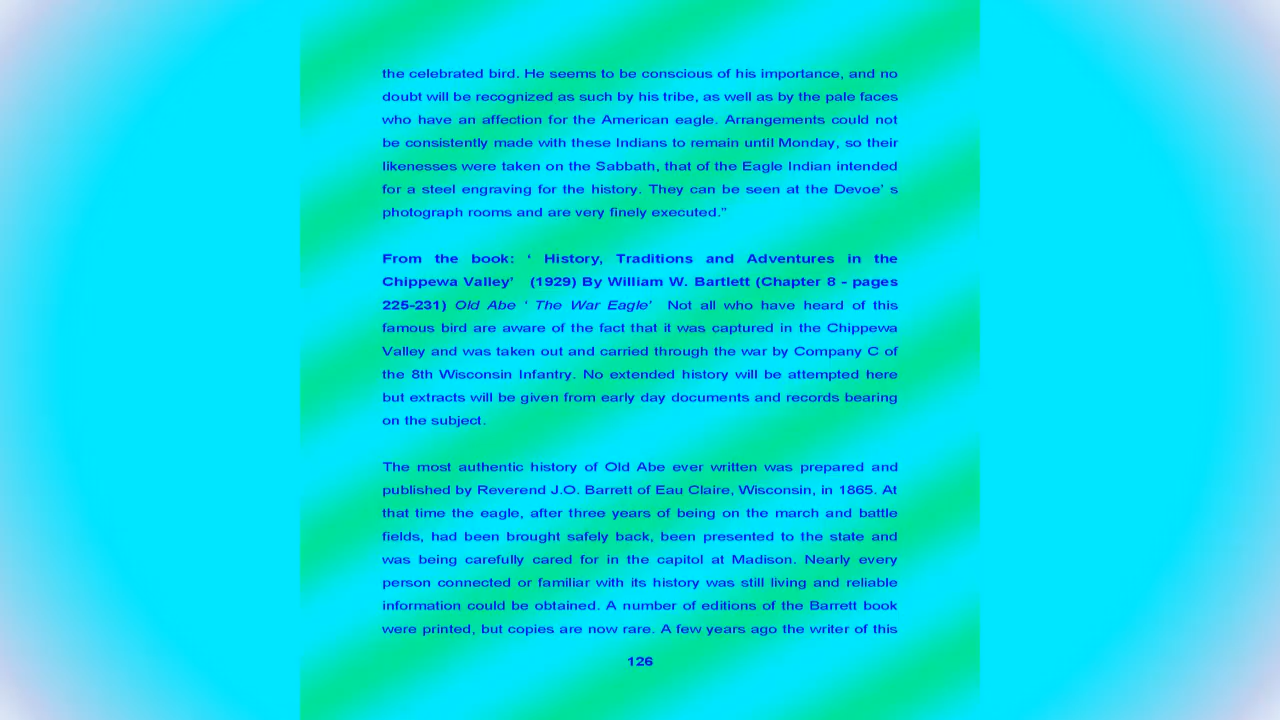 the celebrated bird. He seems to be conscious of his importance, and no
doubt will be recognized as such by his tribe, as well as by the pale faces
who have an affection for the American eagle. Arrangements could not
be consistently made with these Indians to remain until Monday, so their
likenesses were taken on the Sabbath, that of the Eagle Indian intended
for a steel engraving for the history. They can be seen at the Devoe’ s
photograph rooms and are very finely executed.”
From the book: ‘ History, Traditions and Adventures in the
Chippewa Valley’ (1929) By William W. Bartlett (Chapter 8 - pages
225-231) Old Abe ‘ The War Eagle’ Not all who have heard of this
famous bird are aware of the fact that it was captured in the Chippewa
Valley and was taken out and carried through the war by Company C of
the 8th Wisconsin Infantry. No extended history will be attempted here
but extracts will be given from early day documents and records bearing
on the subject.
The most authentic history of Old Abe ever written was prepared and
published by Reverend J.O. Barrett of Eau Claire, Wisconsin, in 1865. At
that time the eagle, after three years of being on the march and battle
fields, had been brought safely back, been presented to the state and
was being carefully cared for in the capitol at Madison. Nearly every
person connected or familiar with its history was still living and reliable
information could be obtained. A number of editions of the Barrett book
were printed, but copies are now rare. A few years ago the writer of this
126